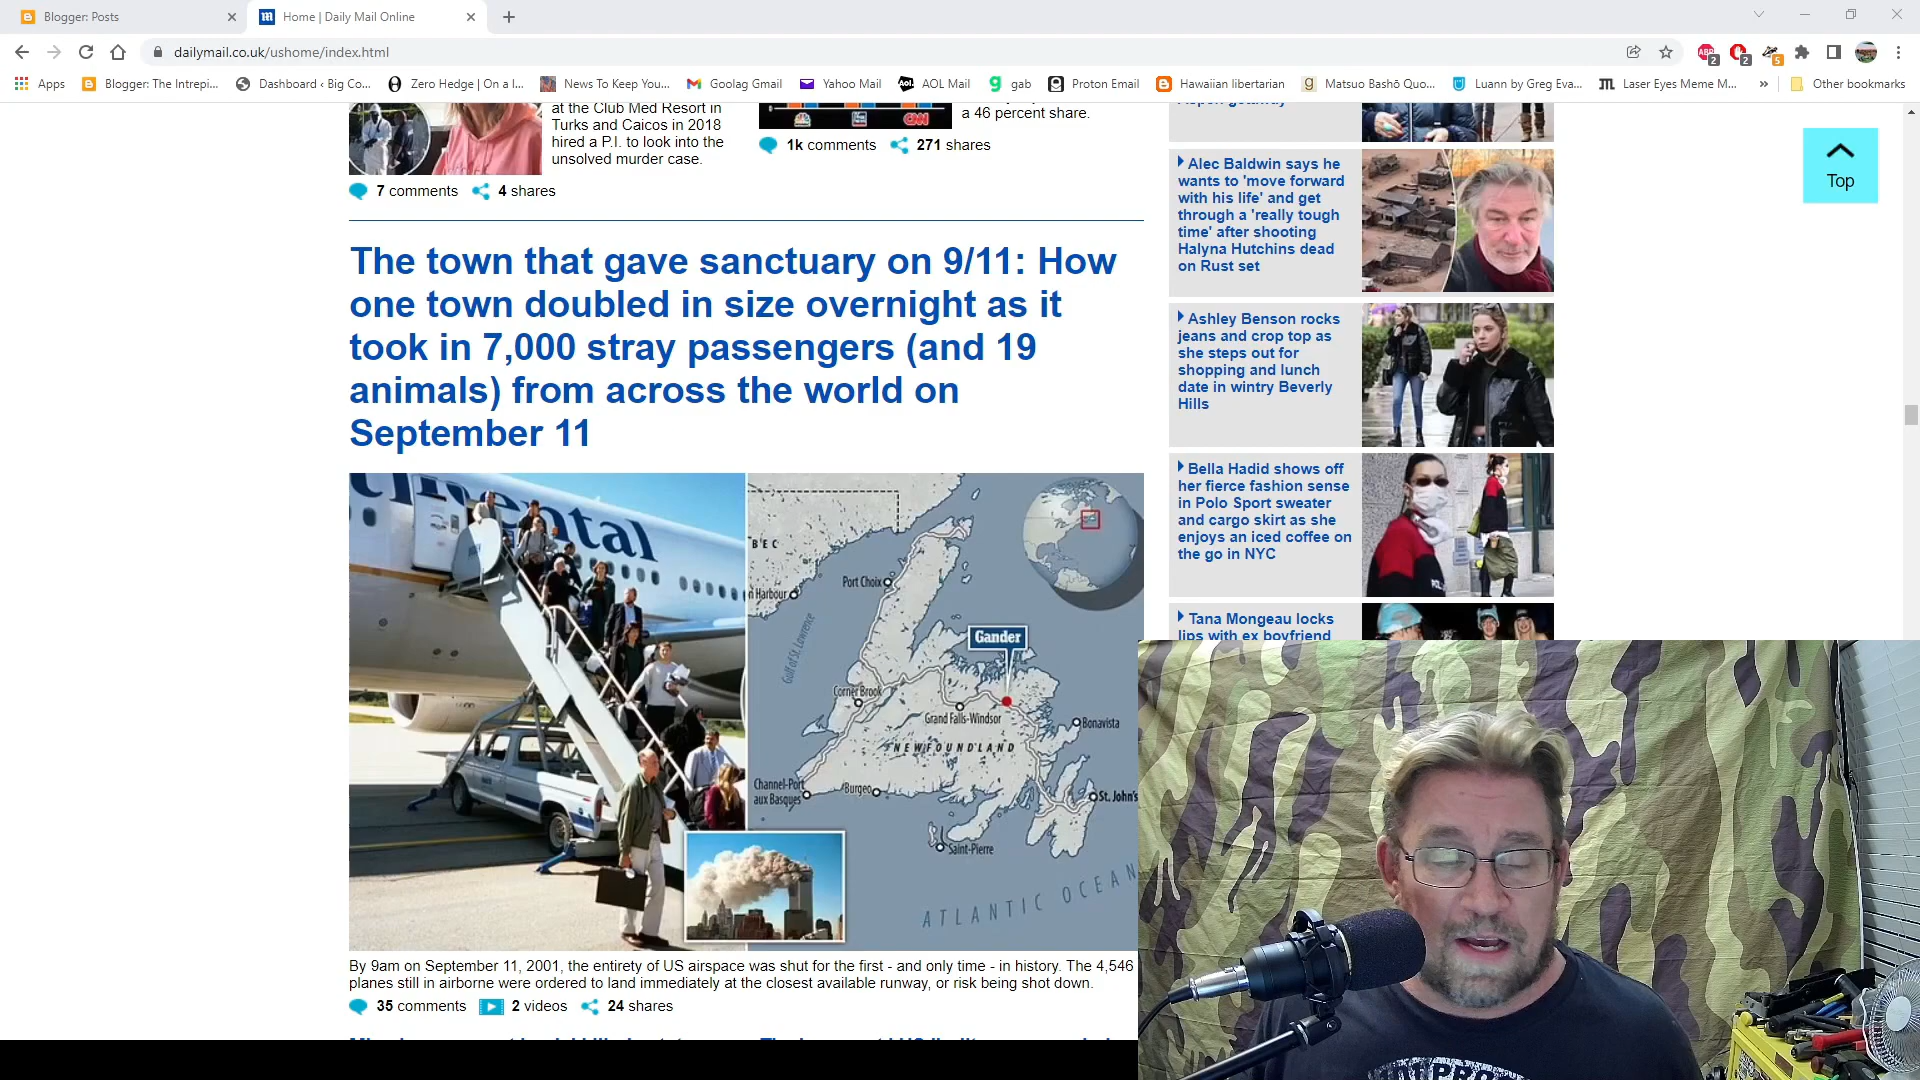 Blogger: Posts
Home | Daily Mail Online
dailymail.co.uk/ushome/index.html
Apps
Blogger: The Intrepi...
Dashboard ‹ Big Co...
Zero Hedge | On a l...
News To Keep You...
Goolag Gmail
Yahoo Mail
AOL Mail
gab
Proton Email
Hawaiian libertarian
Matsuo Bashō Quo...
Luann by Greg Eva...
Laser Eyes Meme M...
Other bookmarks
at the Club Med Resort in
Turks and Caicos in 2018
hired a P.I. to look into the
unsolved murder case.
7 comments 4 shares
a 46 percent share.
1k comments 271 shares
The town that gave sanctuary on 9/11: How
one town doubled in size overnight as it
took in 7,000 stray passengers (and 19
animals) from across the world on
September 11
BEC
Port Choix
Harbour
Gulf of St. Lawrence
Gander
Corner Brook
Grand Falls-Windsor
Bonavista
NEWFOUNDLAND
Channel-Port
aux Basques
Burgeo
St. John's
Saint-Pierre
ATLANTIC OCEAN
By 9am on September 11, 2001, the entirety of US airspace was shut for the first - and only time - in history. The 4,546
planes still in airborne were ordered to land immediately at the closest available runway, or risk being shot down.
35 comments 2 videos 24 shares
Alec Baldwin says he
wants to 'move forward
with his life' and get
through a 'really tough
time' after shooting
Halyna Hutchins dead
on Rust set
Ashley Benson rocks
jeans and crop top as
she steps out for
shopping and lunch
date in wintry Beverly
Hills
Bella Hadid shows off
her fierce fashion sense
in Polo Sport sweater
and cargo skirt as she
enjoys an iced coffee on
the go in NYC
Tana Mongeau locks
lips with ex boyfriend
Top